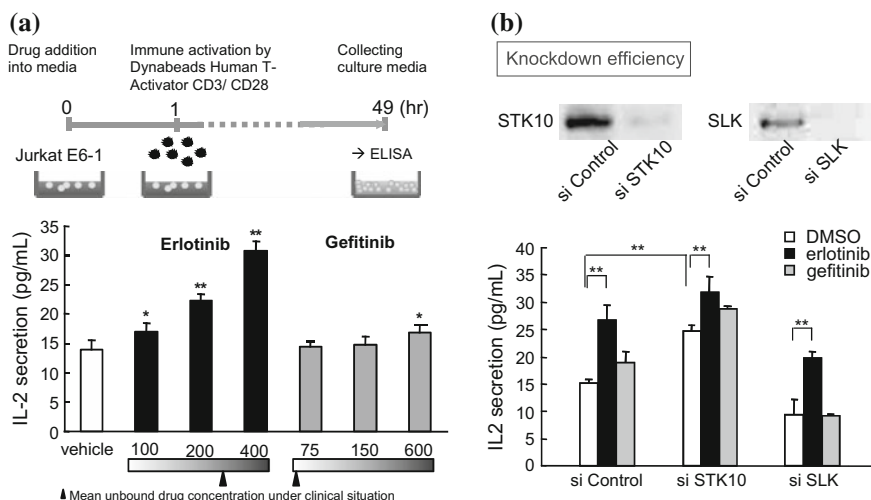 (a)
Drug addition
into media
Immune activation by
Dynabeads Human T-
Activator CD3/ CD28
Collecting
culture media
0
1
49 (hr)
Jurkat E6-1
→ ELISA
IL-2 secretion (pg/mL)
35
30
25
20
15
10
5
0
Erlotinib
Gefitinib
*
**
**
*
vehicle
100
200
400
75
150
600
Mean unbound drug concentration under clinical situation
(b)
Knockdown efficiency
STK10
si Control
si STK10
SLK
si Control
si SLK
IL2 secretion (pg/mL)
40
35
30
25
20
15
10
5
0
DMSO
erlotinib
gefitinib
**
**
**
**
si Control
si STK10
si SLK